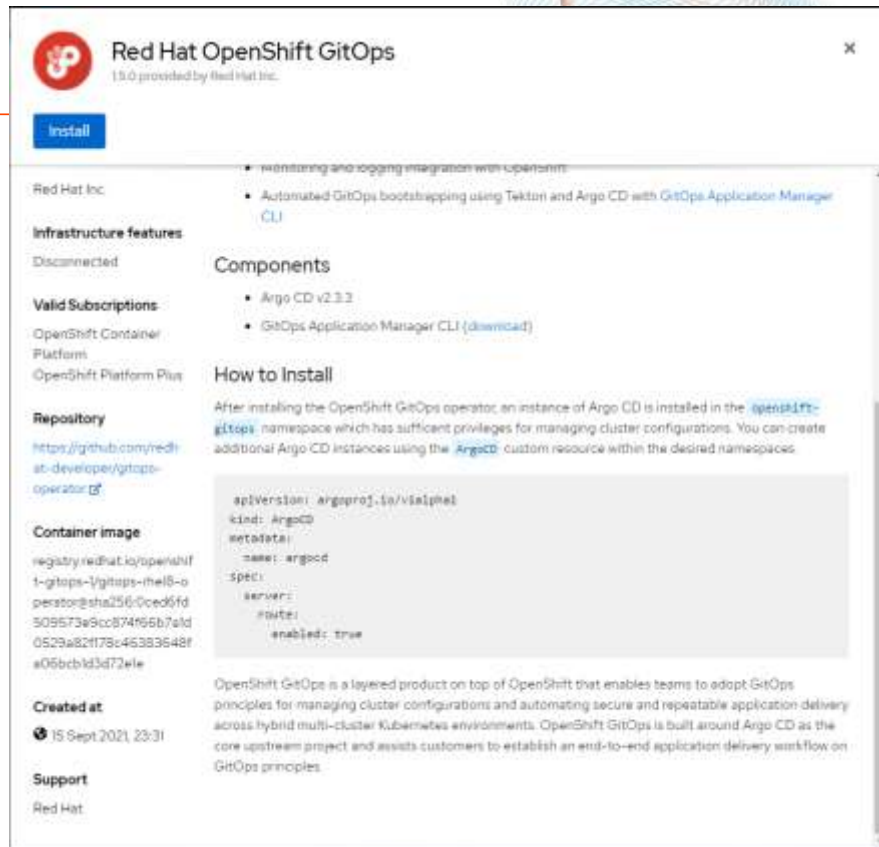 Red Hat OpenShift GitOps
1.5.0 provided by Red Hat Inc.
Install
Red Hat Inc.
Infrastructure features
Disconnected
Valid Subscriptions
OpenShift Container
Platform
OpenShift Platform Plus
Repository
https://github.com/redh
at-developer/gitops-
operator
Container image
registry.redhat.io/openshif
t-gitops-1/gitops-rhel8-o
perator@sha256:0ced6fd
Created at
15 Sept 2021, 23:31
Support
Red Hat
• Monitoring and logging integration with OpenShift
• Automated GitOps bootstrapping using Tekton and Argo CD with GitOps Application Manager
CLI
Components
• Argo CD v2.3.3
• GitOps Application Manager CLI (download)
How to Install
After installing the OpenShift GitOps operator, an instance of Argo CD is installed in the openshift-
gitops namespace which has sufficent privileges for managing cluster configurations. You can create
additional Argo CD instances using the ArgoCD custom resource within the desired namespaces.
apiVersion: argoproj.io/v1alpha1
kind: ArgoCD
metadata:
name: argocd
spec:
server:
route:
enabled: true
OpenShift GitOps is a layered product on top of OpenShift that enables teams to adopt GitOps
principles for managing cluster configurations and automating secure and repeatable application delivery
across hybrid multi-cluster Kubernetes environments. OpenShift GitOps is built around Argo CD as the
core upstream project and assists customers to establish an end-to-end application delivery workflow on
GitOps principles.